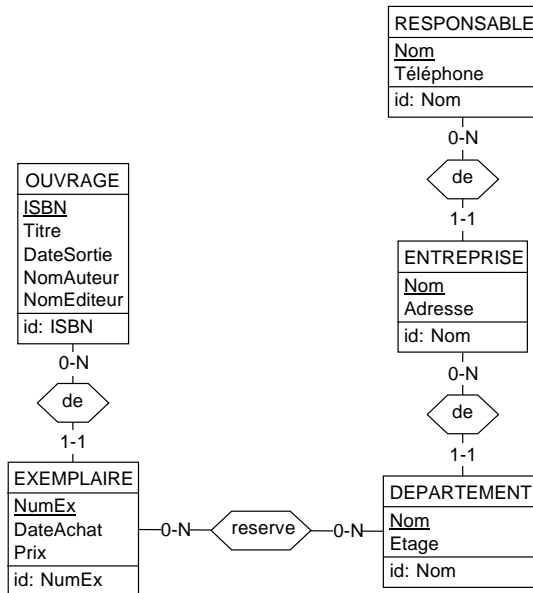 RESPONSABLE
Nom
Téléphone
id: Nom
0-N
de
1-1
OUVRAGE
ISBN
Titre
DateSortie
NomAuteur
NomEditeur
id: ISBN
0-N
de
1-1
ENTREPRISE
Nom
Adresse
id: Nom
0-N
de
1-1
EXEMPLAIRE
NumEx
DateAchat
Prix
id: NumEx
0-N
reserve
0-N
DEPARTEMENT
Nom
Etage
id: Nom